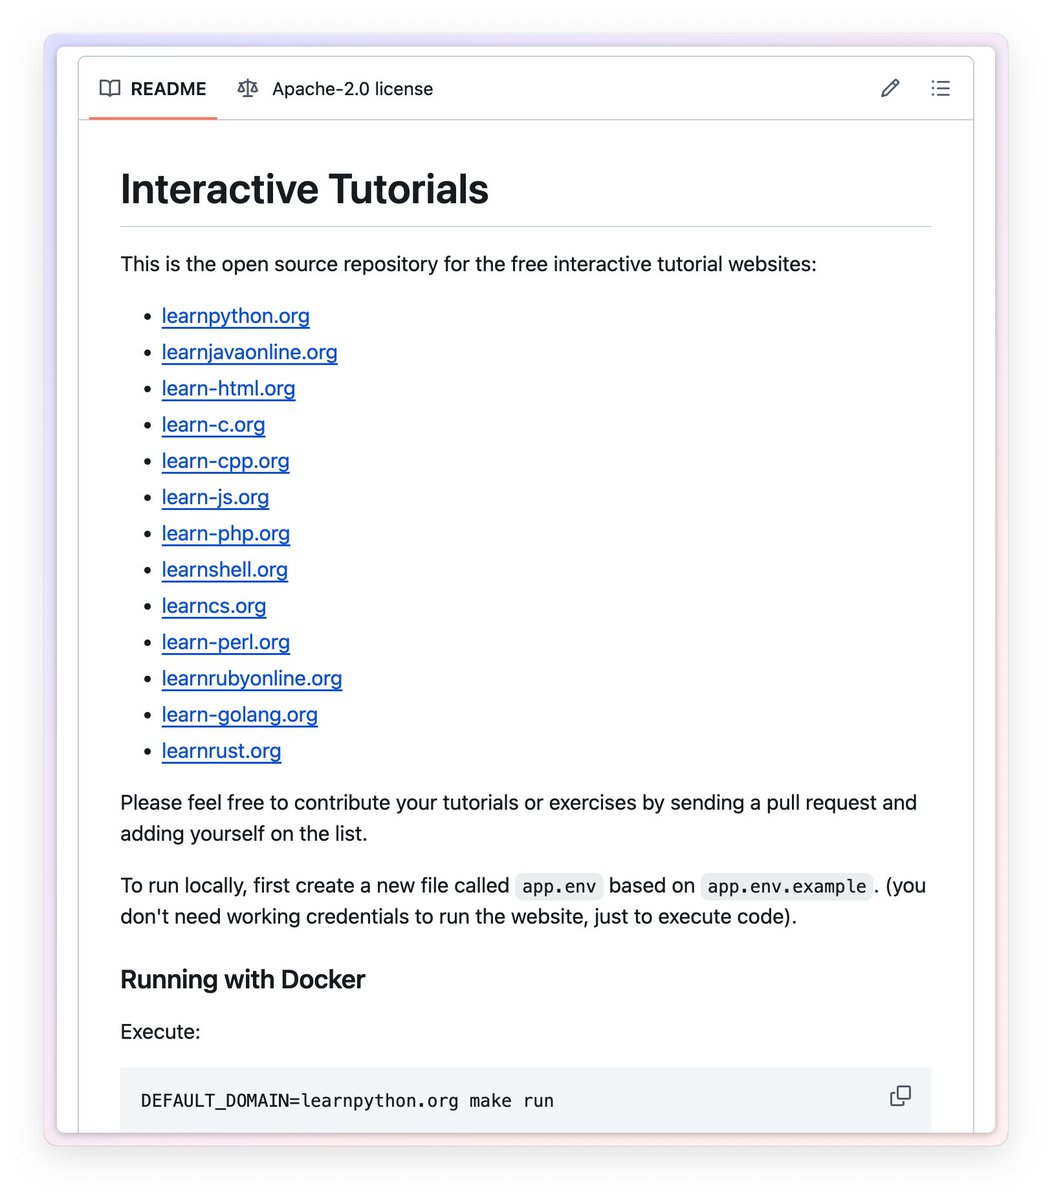 README
Apache-2.0 license
Interactive Tutorials
This is the open source repository for the free interactive tutorial websites:
• learnpython.org
• learnjavaonline.org
• learn-html.org
• learn-c.org
• learn-cpp.org
• learn-js.org
• learn-php.org
• learnshell.org
• learncs.org
• learn-perl.org
• learnrubyonline.org
• learn-golang.org
• learnrust.org
Please feel free to contribute your tutorials or exercises by sending a pull request and
adding yourself on the list.
To run locally, first create a new file called app.env based on app.env.example. (you
don't need working credentials to run the website, just to execute code).
Running with Docker
Execute:
DEFAULT_DOMAIN=learnpython.org make run